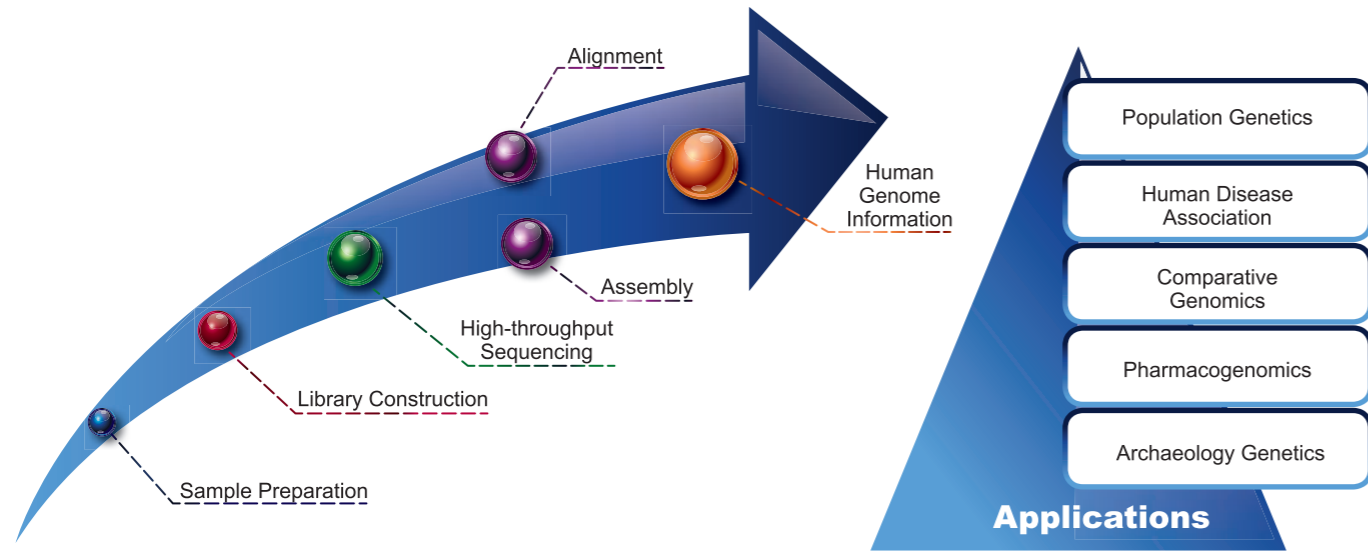 Alignment
Human
Genome
Information
Assembly
High-throughput
Sequencing
Library Construction
Sample Preparation
Population Genetics
Human Disease
Association
Comparative
Genomics
Pharmacogenomics
Archaeology Genetics
Applications